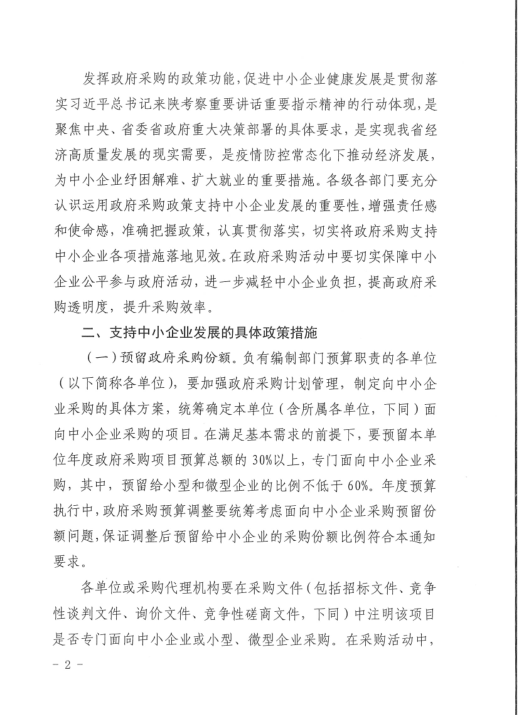 发挥政府采购的政策功能,促进中小企业健康发展是贯彻落
实习近平总书记来陕考察重要讲话重要指示精神的行动体现,是
聚焦中央、省委省政府重大决策部署的具体要求,是实现我省经
济高质量发展的现实需要,是疫情防控常态化下推动经济发展,
为中小企业纾困解难、扩大就业的重要措施。各级各部门要充分
认识运用政府采购政策支持中小企业发展的重要性,增强责任感
和使命感,准确把握政策,认真贯彻落实,切实将政府采购支持
中小企业各项措施落地见效。在政府采购活动中要切实保障中小
企业公平参与政府活动,进一步减轻中小企业负担,提高政府采
购透明度,提升采购效率。
二、支持中小企业发展的具体政策措施
(一)预留政府采购份额。负有编制部门预算职责的各单位
(以下简称各单位),要加强政府采购计划管理,制定向中小企
业采购的具体方案,统筹确定本单位(含所属各单位,下同)面
向中小企业采购的项目。在满足基本需求的前提下,要预留本单
位年度政府采购项目预算总额的30%以上,专门面向中小企业采
购,其中,预留给小型和微型企业的比例不低于60%。年度预算
执行中,政府采购预算调整要统筹考虑面向中小企业采购预留份
额问题,保证调整后预留给中小企业的采购份额比例符合本通知
要求。
各单位或采购代理机构要在采购文件(包括招标文件、竞争
性谈判文件、询价文件、竞争性磋商文件,下同)中注明该项目
是否专门面向中小企业或小型、微型企业采购。在采购活动中,
- 2 -